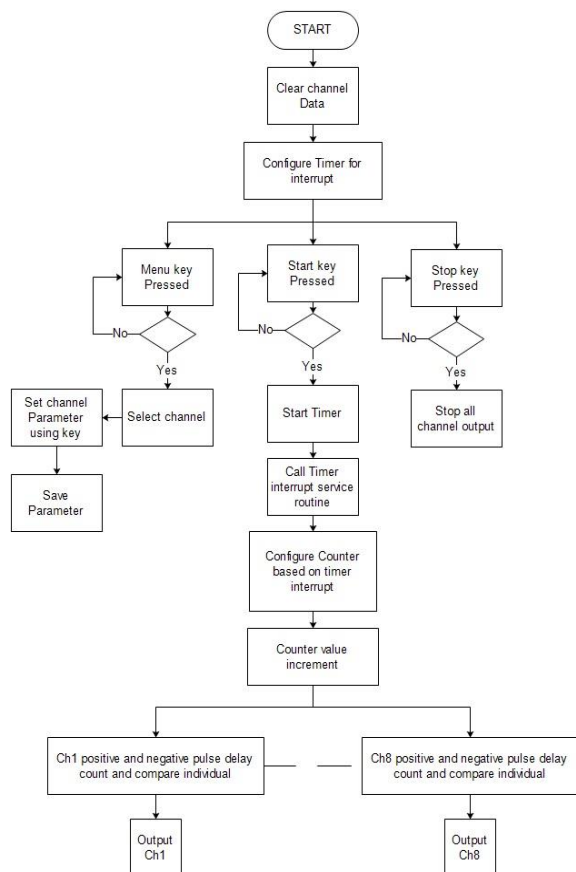 START
Clear channel
Data
Configure Timer for
interrupt
Menu key
Pressed
Start key
Pressed
Stop key
Pressed
No
No
No
Yes
Yes
Yes
Set channel
Parameter
using key
Select channel
Start Timer
Stop all
channel output
Save
Parameter
Call Timer
interrupt service
routine
Configure Counter
based on timer
interrupt
Counter value
increment
Ch1 positive and negative pulse delay
count and compare individual
Ch8 positive and negative pulse delay
count and compare individual
Output
Ch1
Output
Ch8